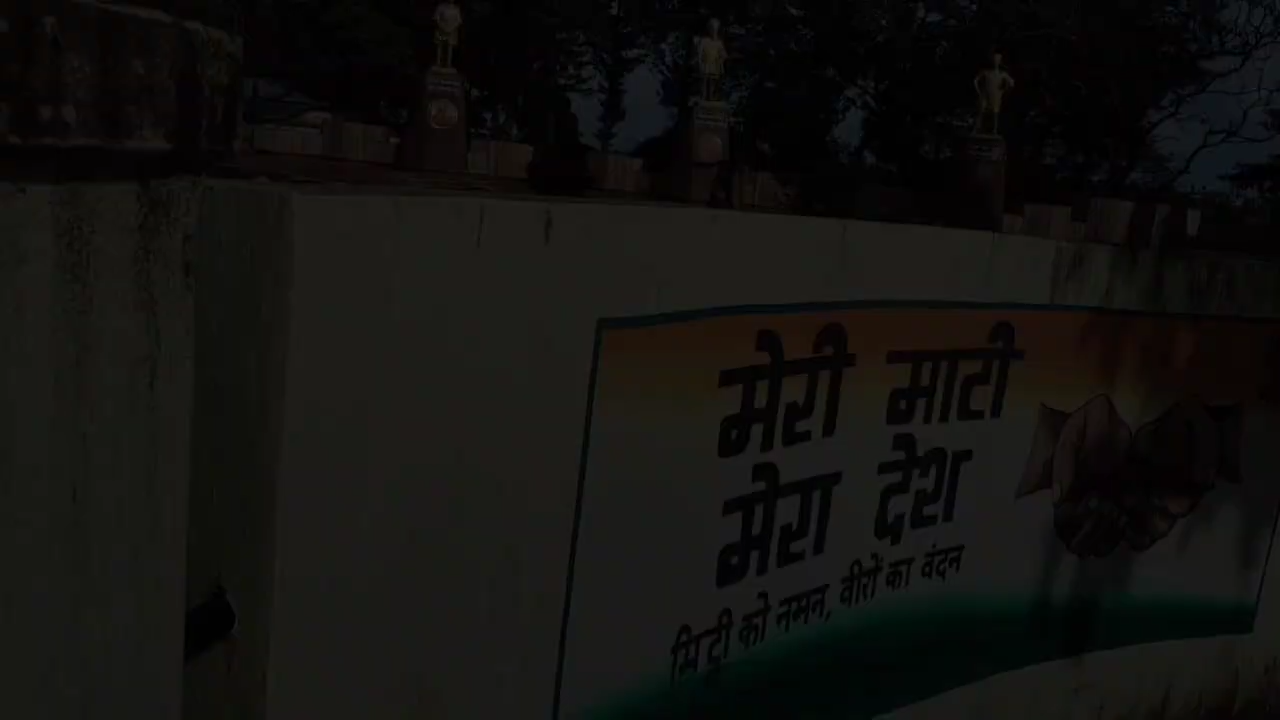 मेरी माटी
मेरा देश
मिट्टी को नमन, वीरों का वंदन